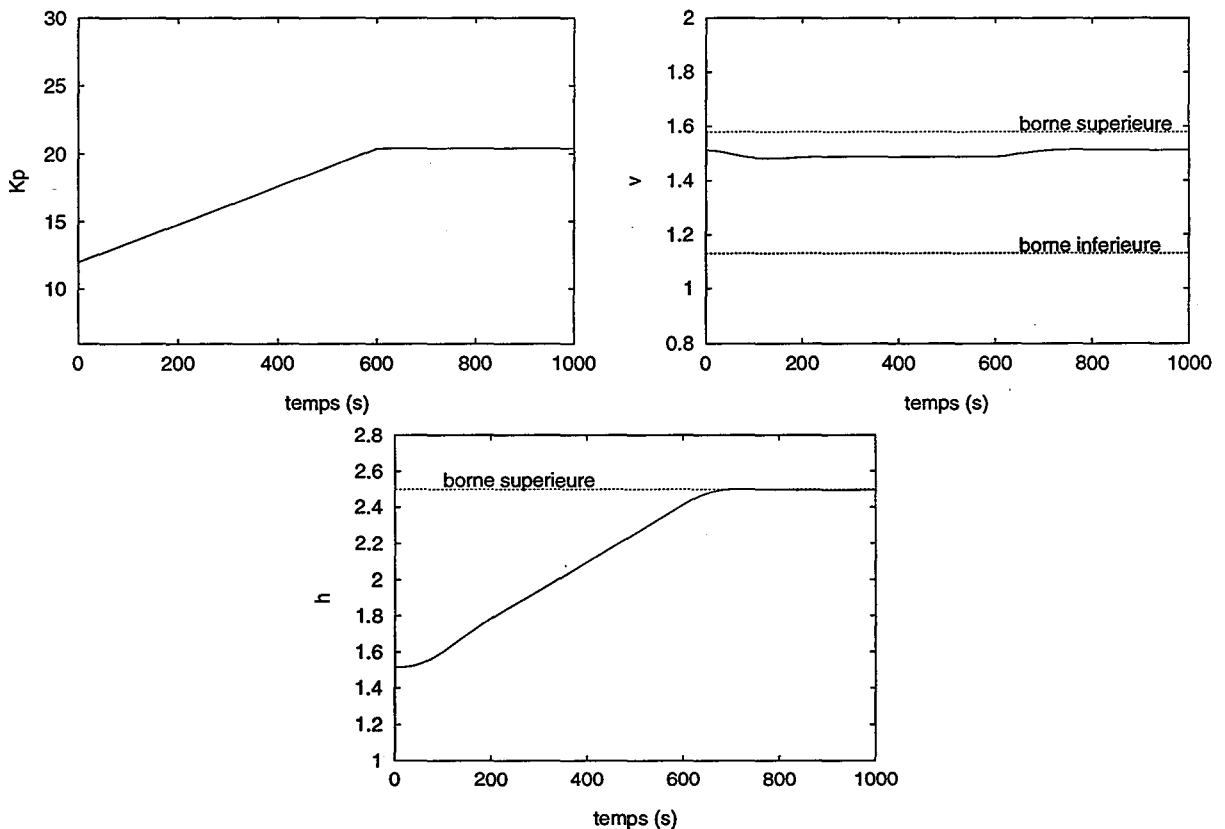 30
25
20
15
10
Kp
0 200 400 600 800 1000
temps (s)
2
1.8
1.6
1.4
1.2
1
0.8
v
borne superieure
borne inferieure
0 200 400 600 800 1000
temps (s)
2.8
2.6
2.4
2.2
2
1.8
1.6
1.4
1.2
1
h
borne superieure
0 200 400 600 800 1000
temps (s)